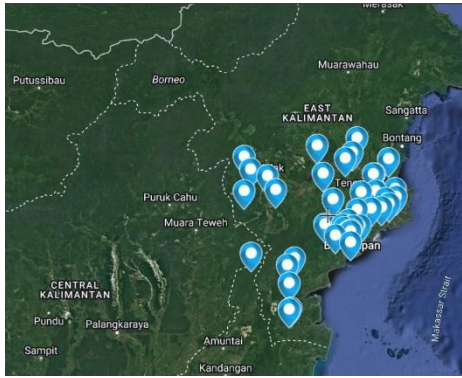 Merasak
Putussibau
Borneo
Muarawahau
EAST
KALIMANTAN
Sangatta
Bontang
Puruk Cahu
Muara Teweh
CENTRAL
KALIMANTAN
Pundu
Palangkaraya
Sampit
Amuntai
Kandangan
Makassar Strait